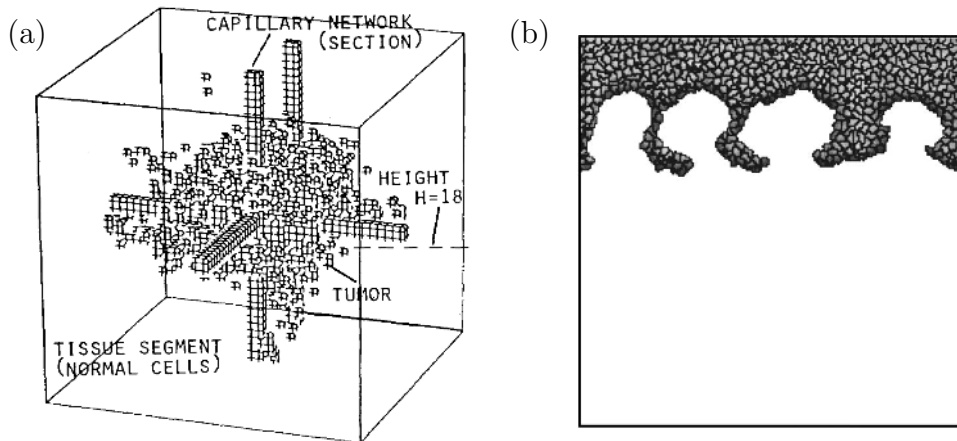 (a)
CAPILLARY NETWORK
(SECTION)
HEIGHT
H=18
TUMOR
TISSUE SEGMENT
(NORMAL CELLS)
(b)